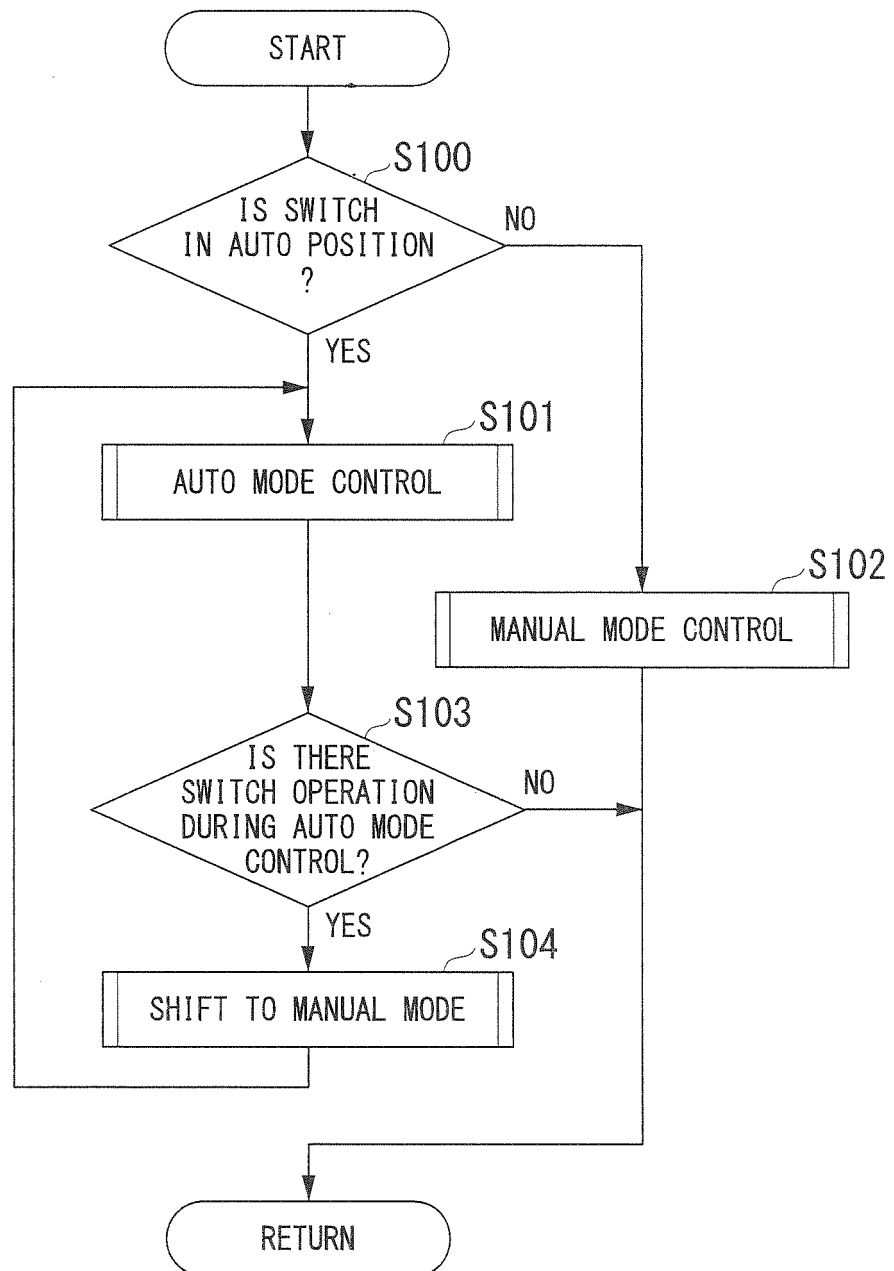 START
S100
IS SWITCH
IN AUTO POSITION
?
NO
YES
S101
AUTO MODE CONTROL
S102
MANUAL MODE CONTROL
S103
IS THERE
SWITCH OPERATION
DURING AUTO MODE
CONTROL?
NO
YES
S104
SHIFT TO MANUAL MODE
RETURN